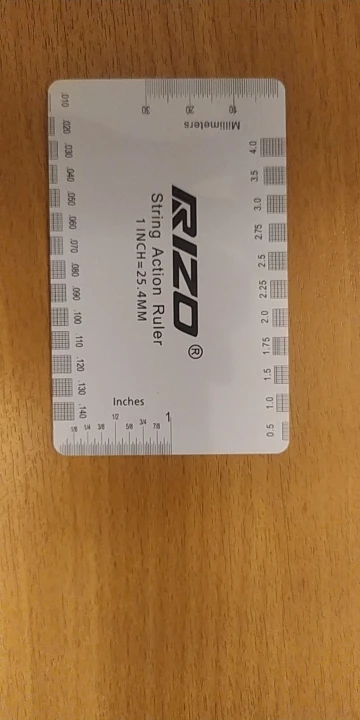 .010 .020 .030 .040 .050 .060 .070 .080 .090 .100 .110 .120 .130 .140
30 20 10
Millimeters
RIZO®
String Action Ruler
1 INCH=25.4MM
4.0 3.5 3.0 2.75 2.5 2.25 2.0 1.75 1.5 1.0 0.5
Inches
1/8 1/4 3/8 1/2 5/8 3/4 7/8 1